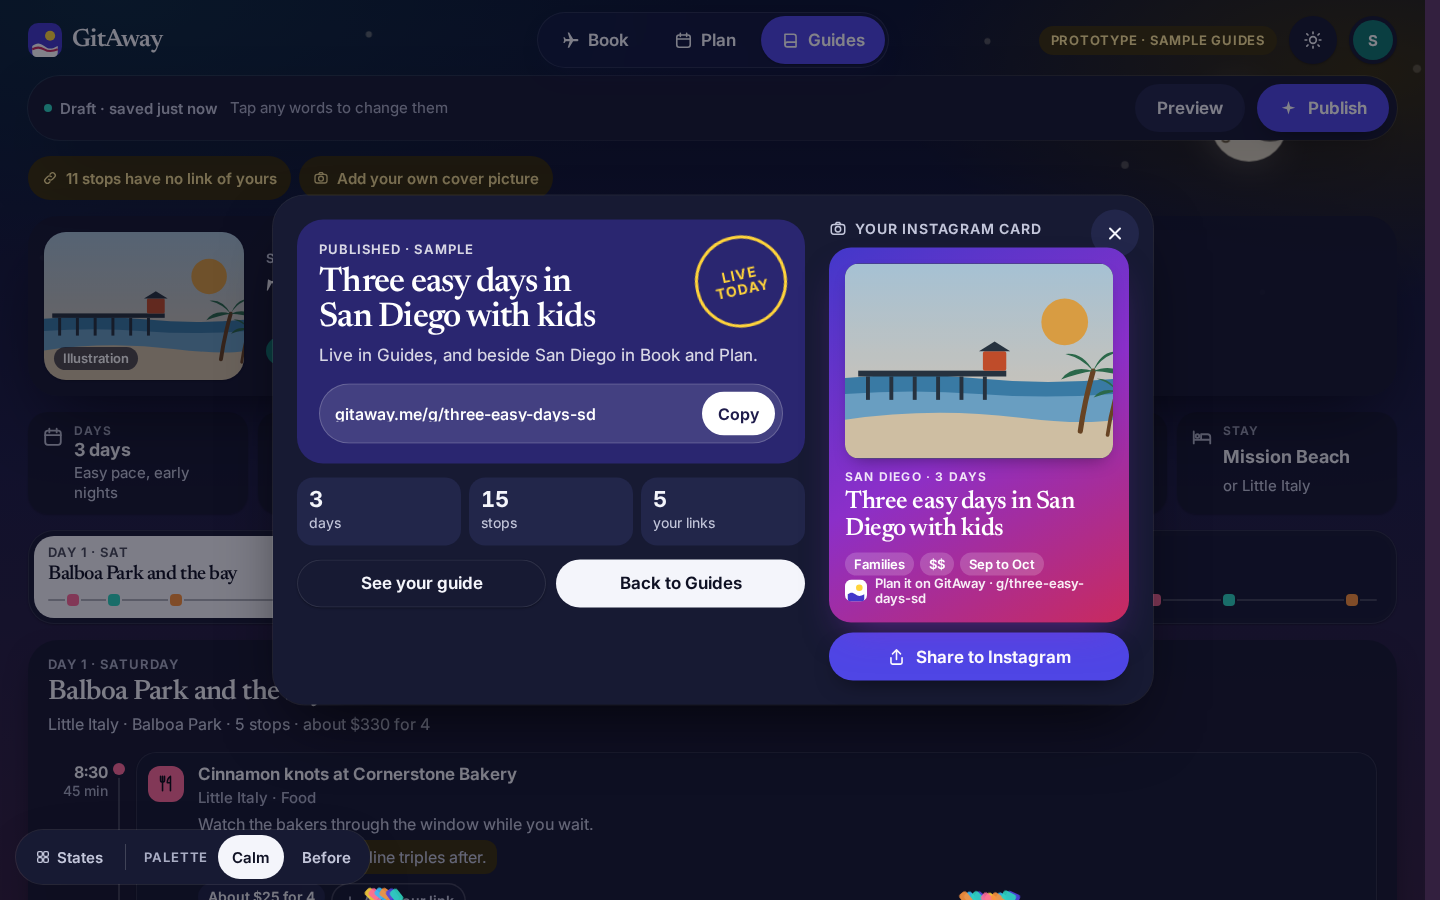 GitAway
Book
Plan
Guides
PROTOTYPE · SAMPLE GUIDES
S
Draft · saved just now
Tap any words to change them
Preview
Publish
11 stops have no link of yours
Add your own cover picture
Illustration
DAYS
3 days
Easy pace, early
nights
STAY
Mission Beach
or Little Italy
PUBLISHED · SAMPLE
Three easy days in
San Diego with kids
LIVE
TODAY
Live in Guides, and beside San Diego in Book and Plan.
gitaway.me/g/three-easy-days-sd
Copy
3
days
15
stops
5
your links
See your guide
Back to Guides
YOUR INSTAGRAM CARD
SAN DIEGO · 3 DAYS
Three easy days in San
Diego with kids
Families
$$
Sep to Oct
Plan it on GitAway · g/three-easy-
days-sd
Share to Instagram
DAY 1 · SAT
Balboa Park and the bay
DAY 1 · SATURDAY
Balboa Park and the
Little Italy · Balboa Park · 5 stops · about $330 for 4
8:30
45 min
Cinnamon knots at Cornerstone Bakery
Little Italy · Food
Watch the bakers through the window while you wait.
line triples after.
About $25 for 4
States
PALETTE
Calm
Before